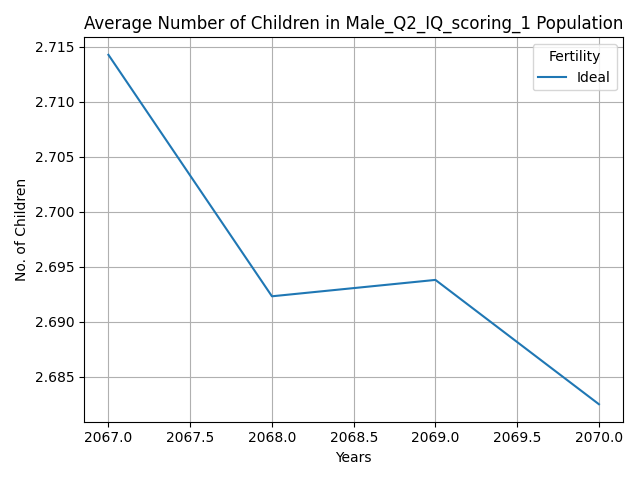 Average Number of Children in Male_Q2_IQ_scoring_1 Population
Fertility
Ideal
2.715
2.710
2.705
2.700
2.695
2.690
2.685
No. of Children
2067.0 2067.5 2068.0 2068.5 2069.0 2069.5 2070.0
Years